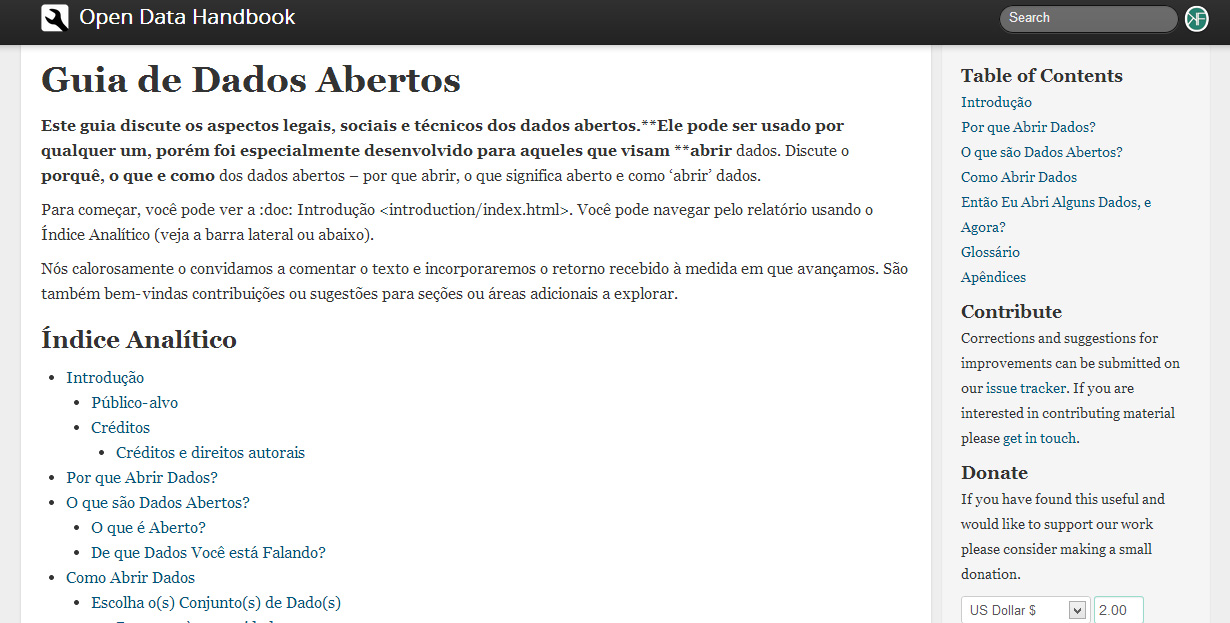 Open Data Handbook
Search
Guia de Dados Abertos
Este guia discute os aspectos legais, sociais e técnicos dos dados abertos.**Ele pode ser usado por
qualquer um, porém foi especialmente desenvolvido para aqueles que visam **abrir dados. Discute o
porquê, o que e como dos dados abertos – por que abrir, o que significa aberto e como ‘abrir’ dados.
Para começar, você pode ver a :doc: Introdução <introduction/index.html>. Você pode navegar pelo relatório usando o
Índice Analítico (veja a barra lateral ou abaixo).
Nós calorosamente o convidamos a comentar o texto e incorporaremos o retorno recebido à medida em que avançamos. São
também bem-vindas contribuições ou sugestões para seções ou áreas adicionais a explorar.
Índice Analítico
• Introdução
• Público-alvo
• Créditos
• Créditos e direitos autorais
• Por que Abrir Dados?
• O que são Dados Abertos?
• O que é Aberto?
• De que Dados Você está Falando?
• Como Abrir Dados
• Escolha o(s) Conjunto(s) de Dado(s)
Table of Contents
Introdução
Por que Abrir Dados?
O que são Dados Abertos?
Como Abrir Dados
Então Eu Abri Alguns Dados, e
Agora?
Glossário
Apêndices
Contribute
Corrections and suggestions for
improvements can be submitted on
our issue tracker. If you are
interested in contributing material
please get in touch.
Donate
If you have found this useful and
would like to support our work
please consider making a small
donation.
US Dollar $
2.00